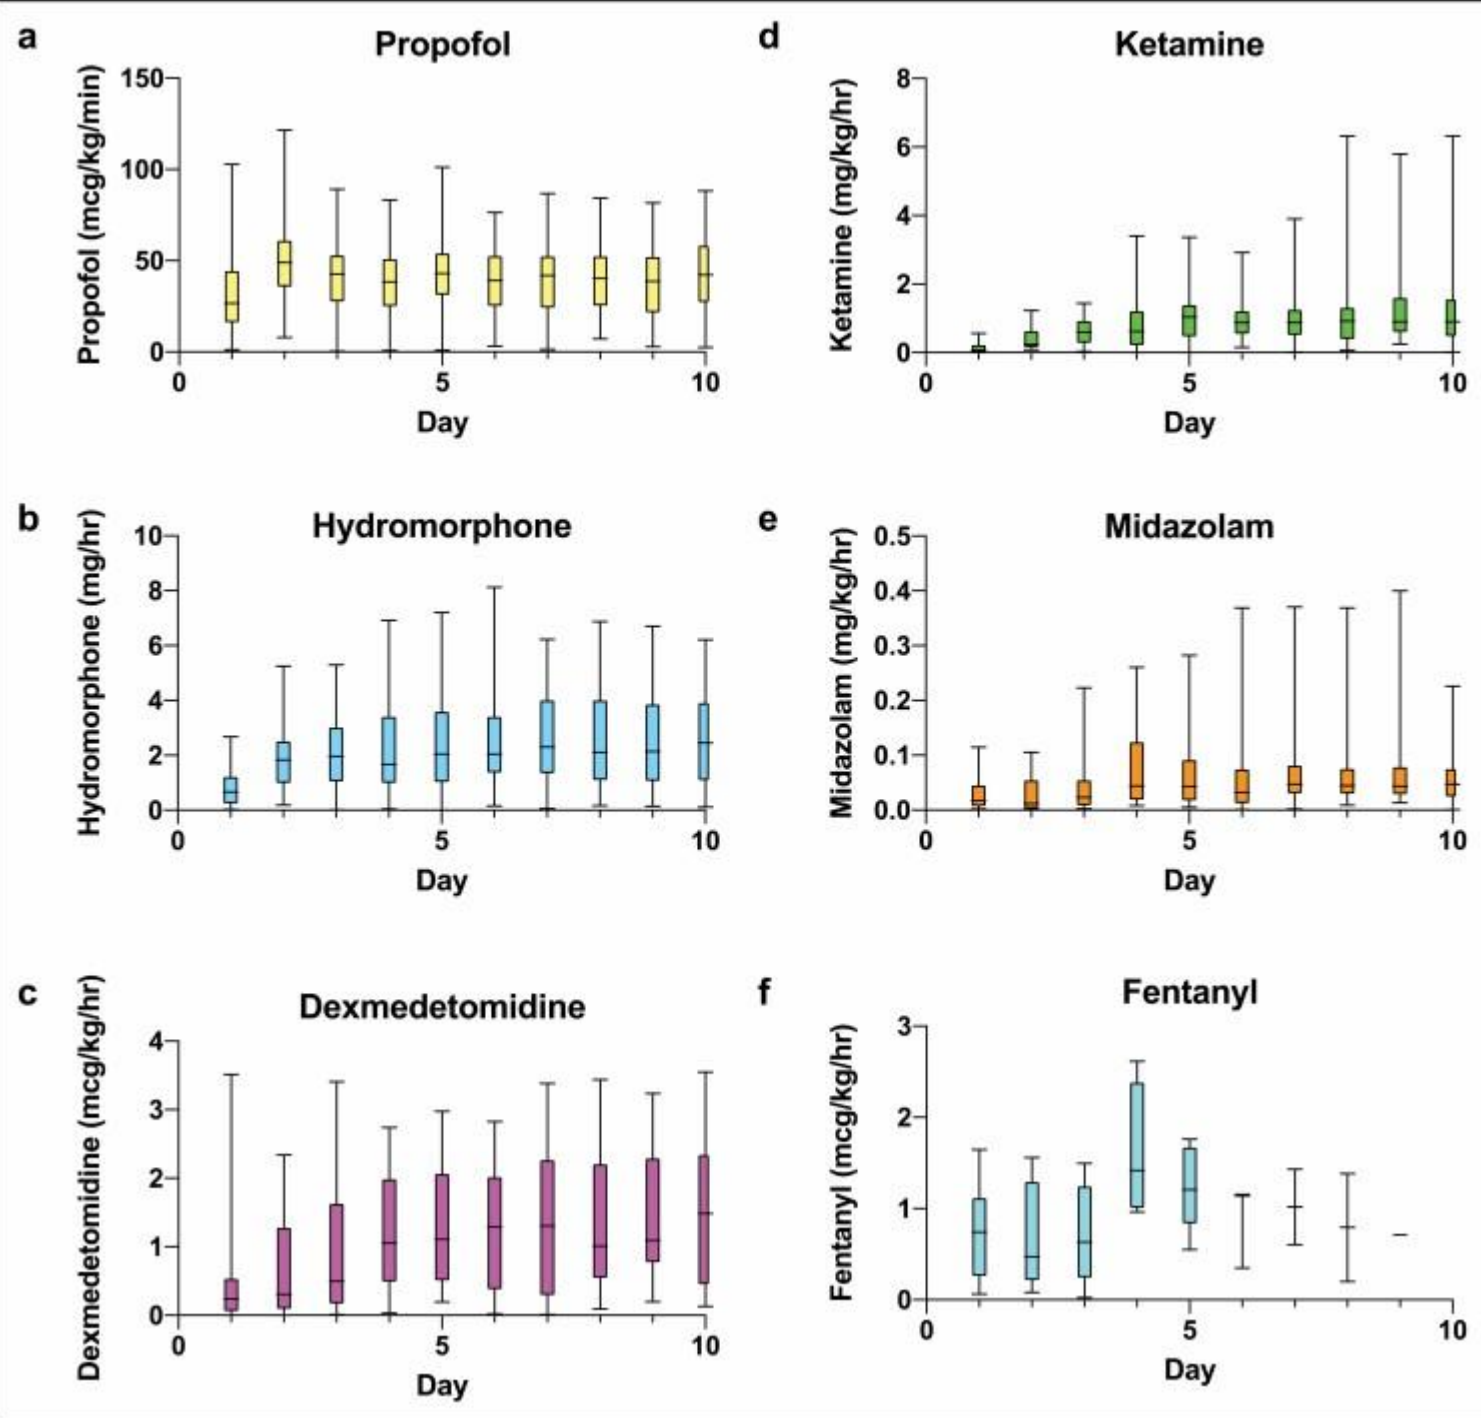 a
Propofol
Propofol (mcg/kg/min)
150
100
50
0
0 5 10
Day
d
Ketamine
Ketamine (mg/kg/hr)
8
6
4
2
0
0 5 10
Day
b
Hydromorphone
Hydromorphone (mg/hr)
10
8
6
4
2
0
0 5 10
Day
e
Midazolam
Midazolam (mg/kg/hr)
0.5
0.4
0.3
0.2
0.1
0.0
0 5 10
Day
c
Dexmedetomidine
Dexmedetomidine (mcg/kg/hr)
4
3
2
1
0
0 5 10
Day
f
Fentanyl
Fentanyl (mcg/kg/hr)
3
2
1
0
0 5 10
Day